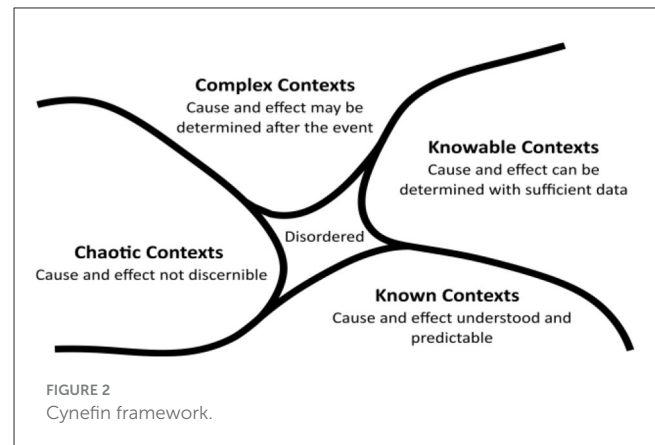 Complex Contexts
Cause and effect may be
determined after the event
Knowable Contexts
Cause and effect can be
determined with sufficient data
Disordered
Chaotic Contexts
Cause and effect not discernible
Known Contexts
Cause and effect understood and
predictable
FIGURE 2
Cynefin framework.